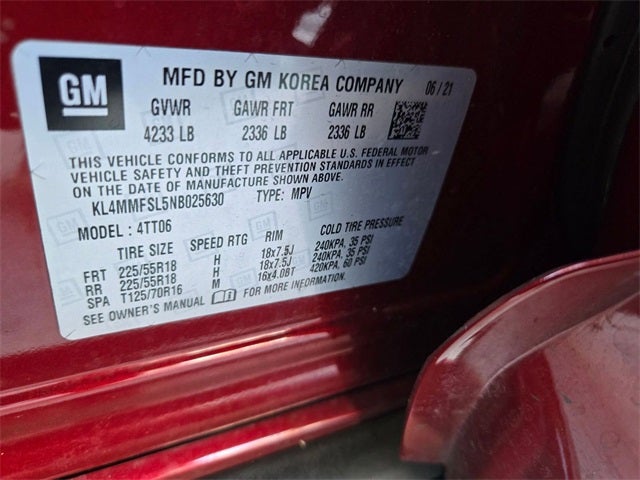 GM
MFD BY GM KOREA COMPANY 06/21
GVWR GAWR FRT GAWR RR
4233 LB 2336 LB 2336 LB
THIS VEHICLE CONFORMS TO ALL APPLICABLE U.S. FEDERAL MOTOR
VEHICLE SAFETY AND THEFT PREVENTION STANDARDS IN EFFECT
ON THE DATE OF MANUFACTURE SHOWN ABOVE.
KL4MMFSL5NB025630 TYPE: MPV
MODEL: 4TT06
TIRE SIZE SPEED RTG RIM COLD TIRE PRESSURE
FRT 225/55R18 H 18x7.5J 240KPA, 35 PSI
RR 225/55R18 H 18x7.5J 240KPA, 35 PSI
SPA T125/70R16 M 16x4.0BT 420KPA, 60 PSI
SEE OWNER'S MANUAL FOR MORE INFORMATION.